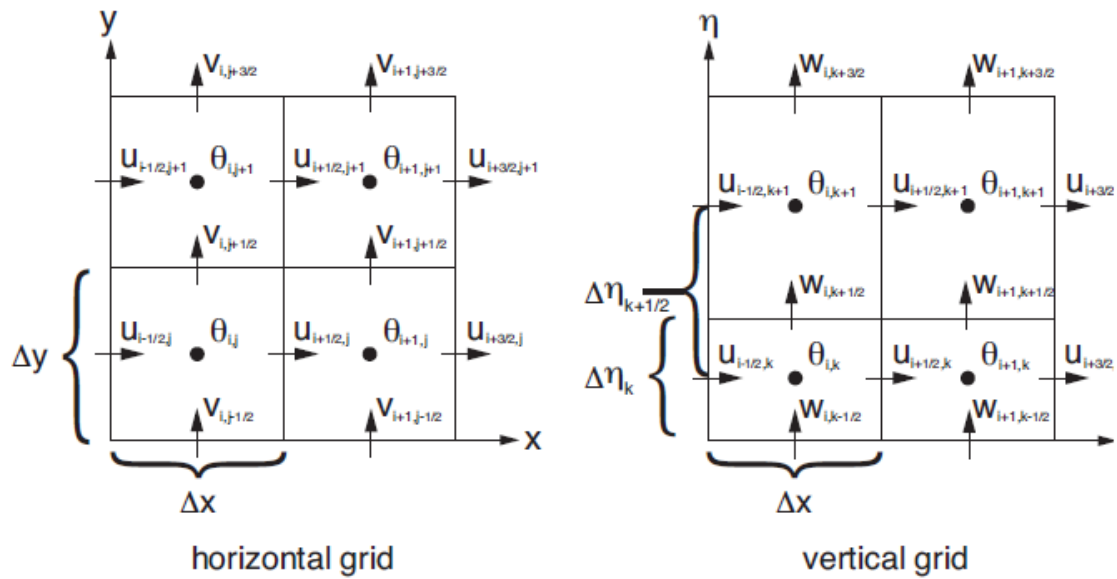 y
η
v i,j+3/2
v i+1,j+3/2
w i,k+3/2
w i+1,k+3/2
u i-1/2,j+1
θ i,j+1
u i+1/2,j+1
θ i+1,j+1
u i+3/2,j+1
u i-1/2,k+1
θ i,k+1
u i+1/2,k+1
θ i+1,k+1
u i+3/2
v i,j+1/2
v i+1,j+1/2
Δη k+1/2
w i,k+1/2
w i+1,k+1/2
Δy
u i-1/2,j
θ i,j
u i+1/2,j
θ i+1,j
u i+3/2,j
Δη k
u i-1/2,k
θ i,k
u i+1/2,k
θ i+1,k
u i+3/2,
v i,j-1/2
v i+1,j-1/2
w i,k-1/2
w i+1,k-1/2
x
Δx
Δx
horizontal grid
vertical grid